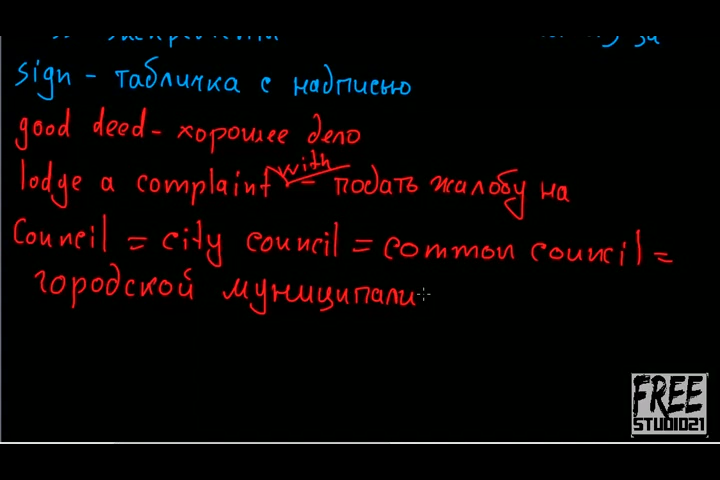 sign - табличка с надписью
good deed - хорошее дело
with
lodge a complaint - подать жалобу на
Council = city council = common council =
городской муниципали
FREE
STUDIO21